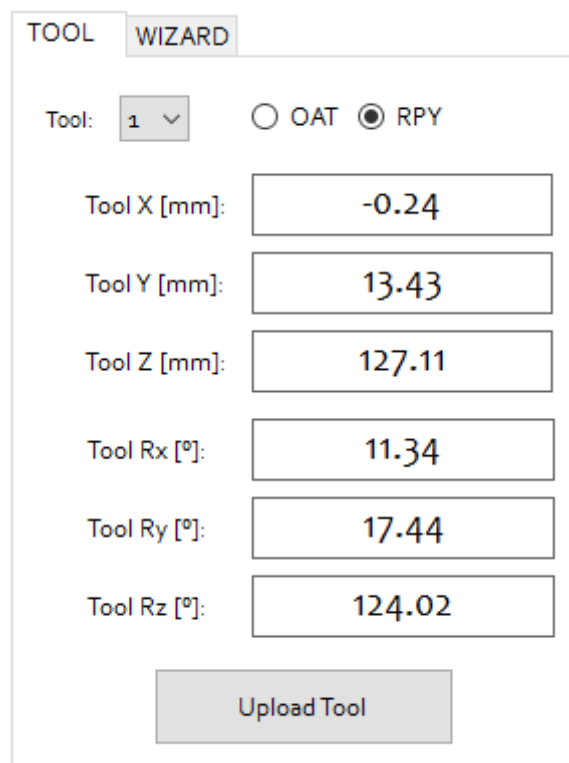 TOOL WIZARD
Tool: 1 OAT RPY
Tool X [mm]: -0.24
Tool Y [mm]: 13.43
Tool Z [mm]: 127.11
Tool Rx [º]: 11.34
Tool Ry [º]: 17.44
Tool Rz [º]: 124.02
Upload Tool